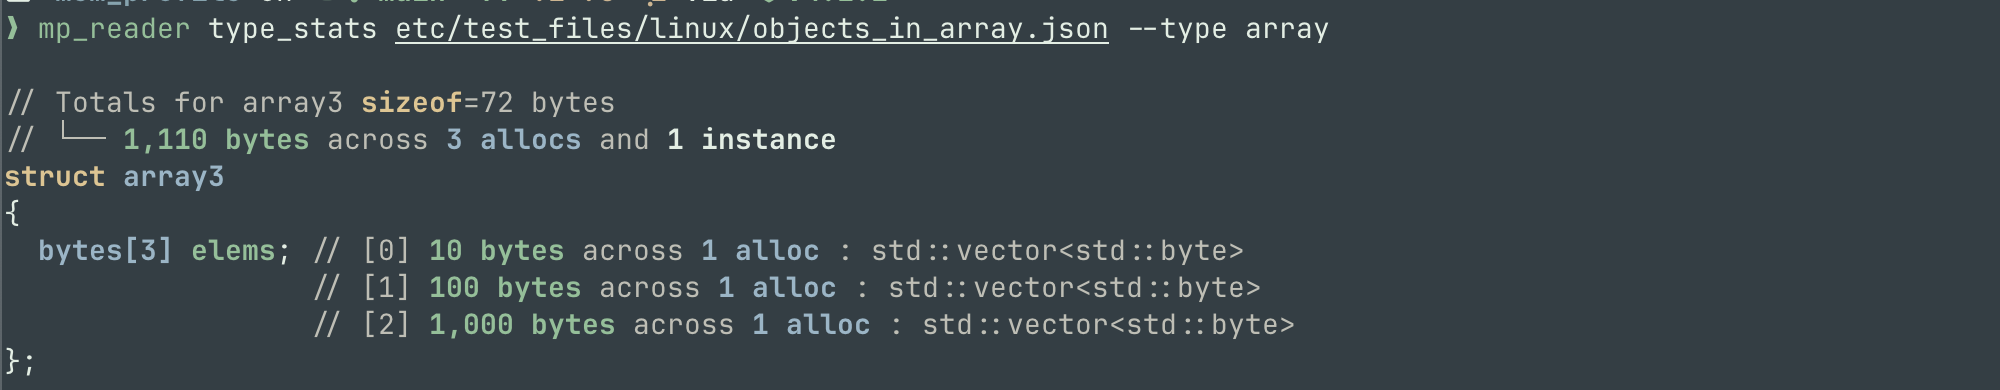 ❱ mp_reader type_stats etc/test_files/linux/objects_in_array.json --type array
// Totals for array3 sizeof=72 bytes
// └── 1,110 bytes across 3 allocs and 1 instance
struct array3
{
  bytes[3] elems; // [0] 10 bytes across 1 alloc : std::vector<std::byte>
                  // [1] 100 bytes across 1 alloc : std::vector<std::byte>
                  // [2] 1,000 bytes across 1 alloc : std::vector<std::byte>
};